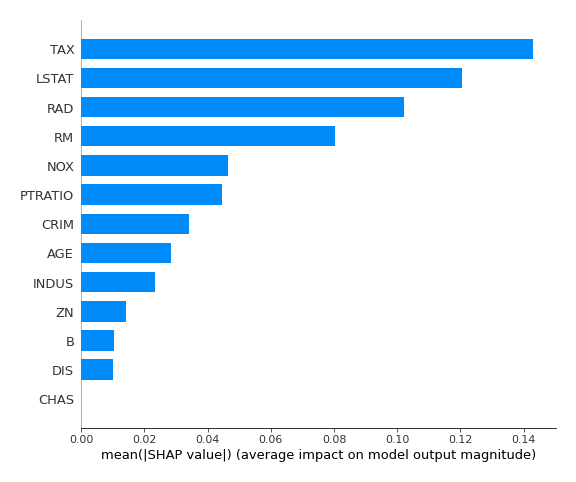 TAX
LSTAT
RAD
RM
NOX
PTRATIO
CRIM
AGE
INDUS
ZN
B
DIS
CHAS
0.00 0.02 0.04 0.06 0.08 0.10 0.12 0.14
mean(|SHAP value|) (average impact on model output magnitude)